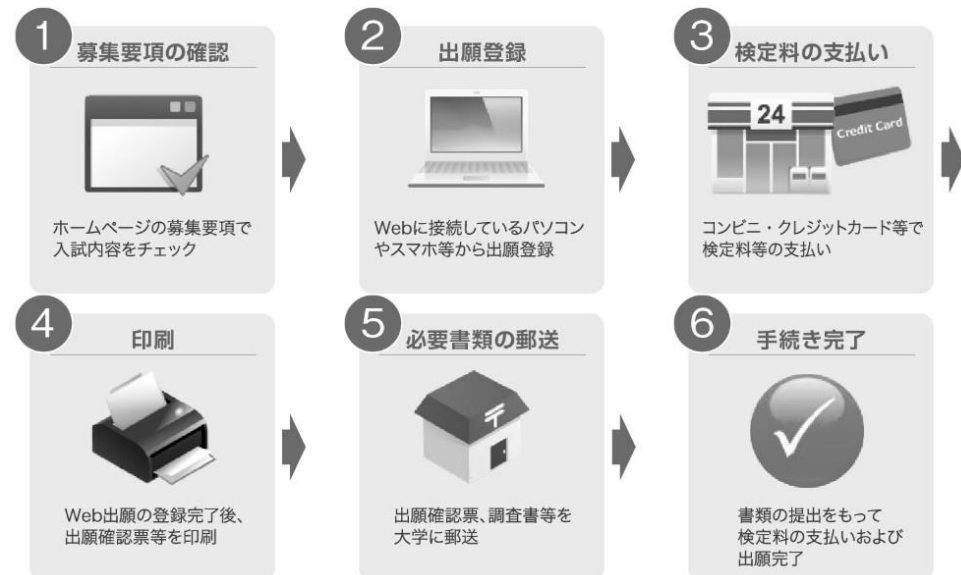 1
募集要項の確認
ホームページの募集要項で
入試内容をチェック
2
出願登録
Webに接続しているパソコン
やスマホ等から出願登録
3
検定料の支払い
24
Credit Card
コンビニ・クレジットカード等で
検定料等の支払い
4
印刷
Web出願の登録完了後、
出願確認票等を印刷
5
必要書類の郵送
〒
出願確認票、調査書等を
大学に郵送
6
手続き完了
書類の提出をもって
検定料の支払いおよび
出願完了